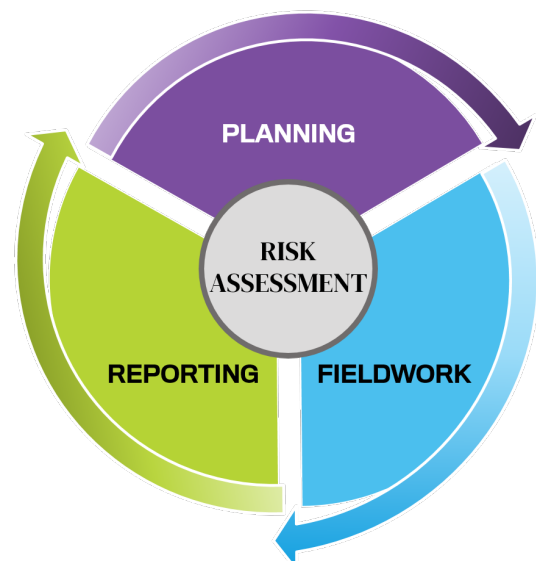 PLANNING
RISK
ASSESSMENT
REPORTING
FIELDWORK